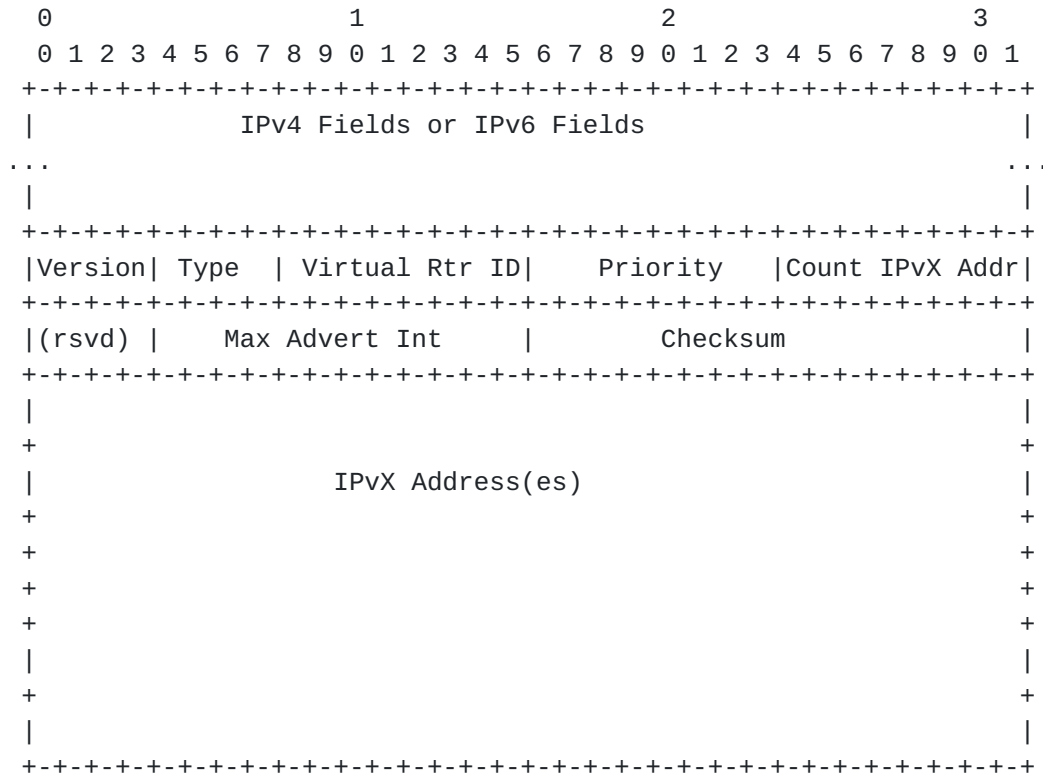 0                   1                   2                   3
  0 1 2 3 4 5 6 7 8 9 0 1 2 3 4 5 6 7 8 9 0 1 2 3 4 5 6 7 8 9 0 1
 +-+-+-+-+-+-+-+-+-+-+-+-+-+-+-+-+-+-+-+-+-+-+-+-+-+-+-+-+-+-+-+-+
 |             IPv4 Fields or IPv6 Fields                        |
...                                                             ...
 |                                                               |
 +-+-+-+-+-+-+-+-+-+-+-+-+-+-+-+-+-+-+-+-+-+-+-+-+-+-+-+-+-+-+-+-+
 |Version| Type  | Virtual Rtr ID|    Priority   |Count IPvX Addr|
 +-+-+-+-+-+-+-+-+-+-+-+-+-+-+-+-+-+-+-+-+-+-+-+-+-+-+-+-+-+-+-+-+
 |(rsvd) |    Max Advert Int     |        Checksum               |
 +-+-+-+-+-+-+-+-+-+-+-+-+-+-+-+-+-+-+-+-+-+-+-+-+-+-+-+-+-+-+-+-+
 |                                                               |
 +                                                               +
 |                   IPvX Address(es)                            |
 +                                                               +
 +                                                               +
 +                                                               +
 +                                                               +
 |                                                               |
 +                                                               +
 |                                                               |
 +-+-+-+-+-+-+-+-+-+-+-+-+-+-+-+-+-+-+-+-+-+-+-+-+-+-+-+-+-+-+-+-+